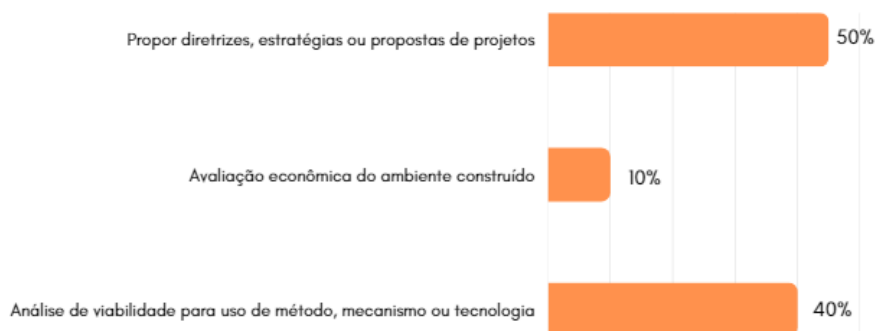 Propor diretrizes, estratégias ou propostas de projetos
50%
Avaliação econômica do ambiente construído
10%
Análise de viabilidade para uso de método, mecanismo ou tecnologia
40%